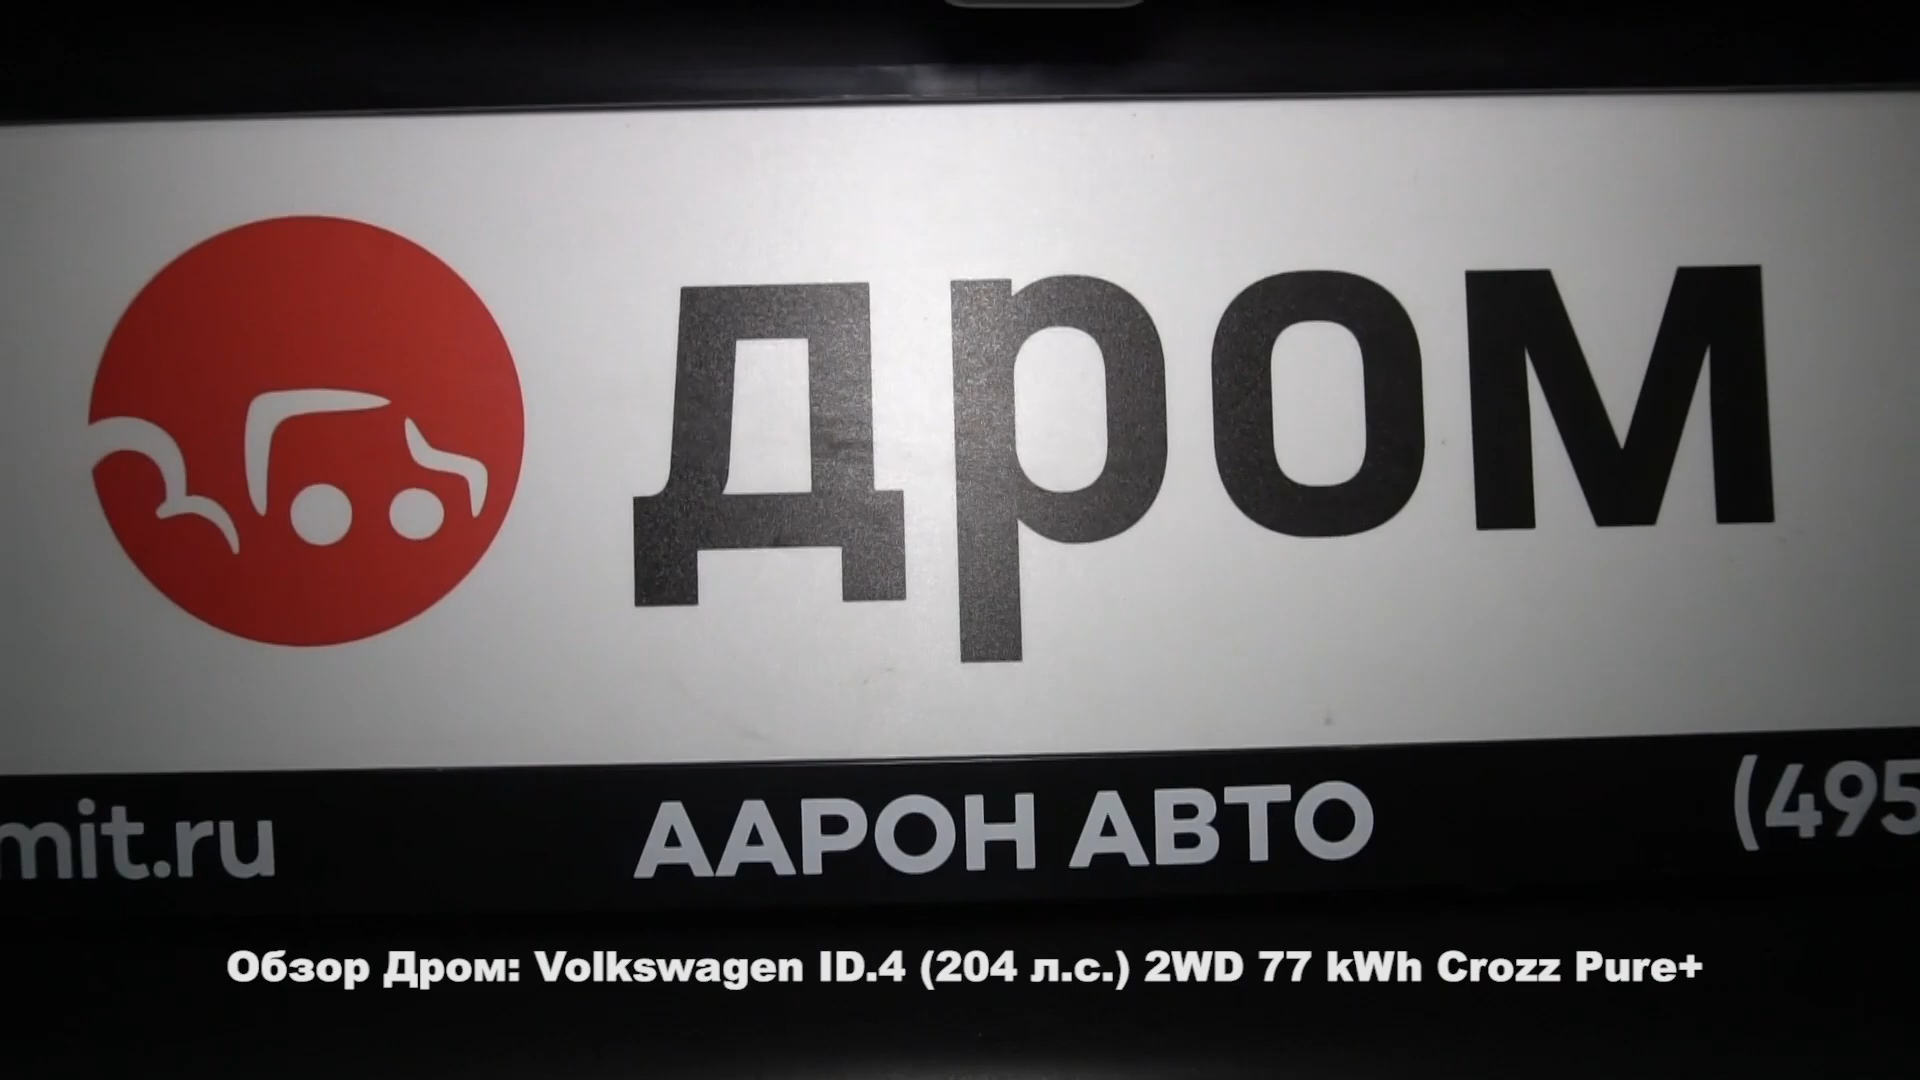 дром
mit.ru ААРОН АВТО (495
Обзор Дром: Volkswagen ID.4 (204 л.с.) 2WD 77 kWh Crozz Pure+